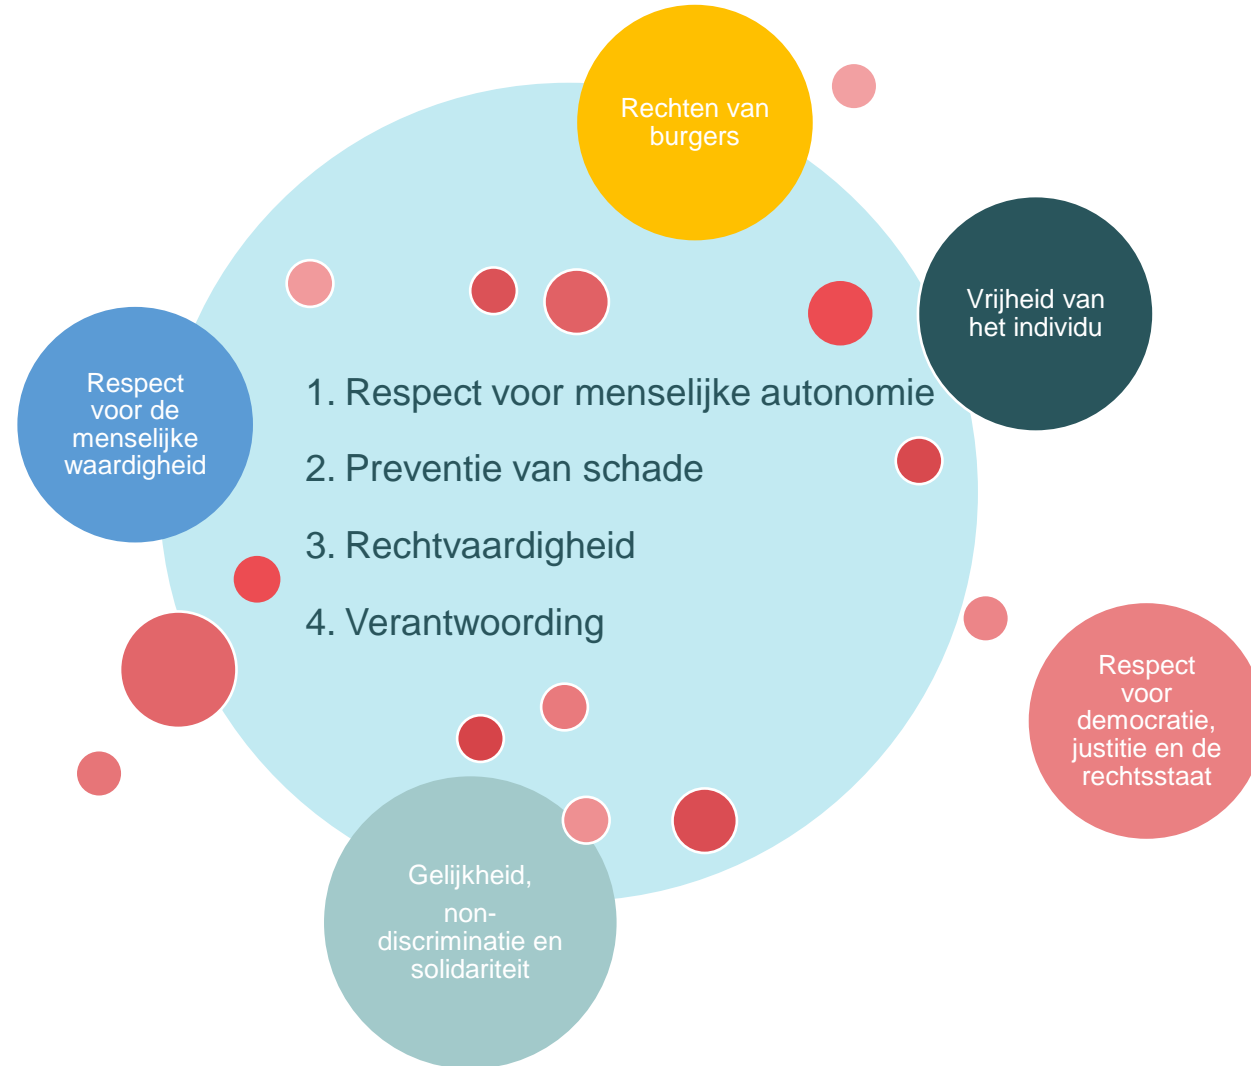 Rechten van
burgers
Vrijheid van
het individu
Respect
voor de
menselijke
waardigheid
1. Respect voor menselijke autonomie
2. Preventie van schade
3. Rechtvaardigheid
4. Verantwoording
Respect
voor
democratie,
justitie en de
rechtsstaat
Gelijkheid,
non-
discriminatie en
solidariteit